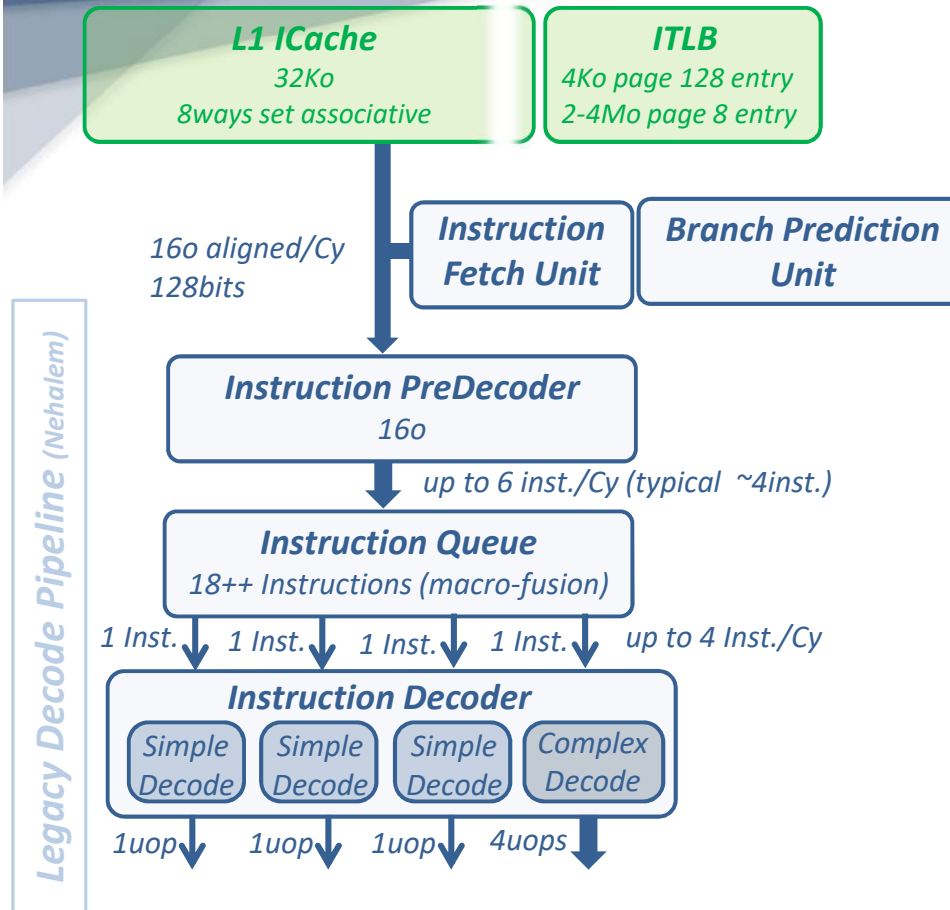 L1 ICache
32Ko
8ways set associative
ITLB
4Ko page 128 entry
2-4Mo page 8 entry
16o aligned/Cy
128bits
Instruction
Fetch Unit
Branch Prediction
Unit
Legacy Decode Pipeline (Nehalem)
Instruction PreDecoder
16o
up to 6 inst./Cy (typical ~4inst.)
Instruction Queue
18++ Instructions (macro-fusion)
1 Inst.
1 Inst.
1 Inst.
1 Inst.
up to 4 Inst./Cy
Instruction Decoder
Simple
Decode
Simple
Decode
Simple
Decode
Complex
Decode
1uop
1uop
1uop
4uops